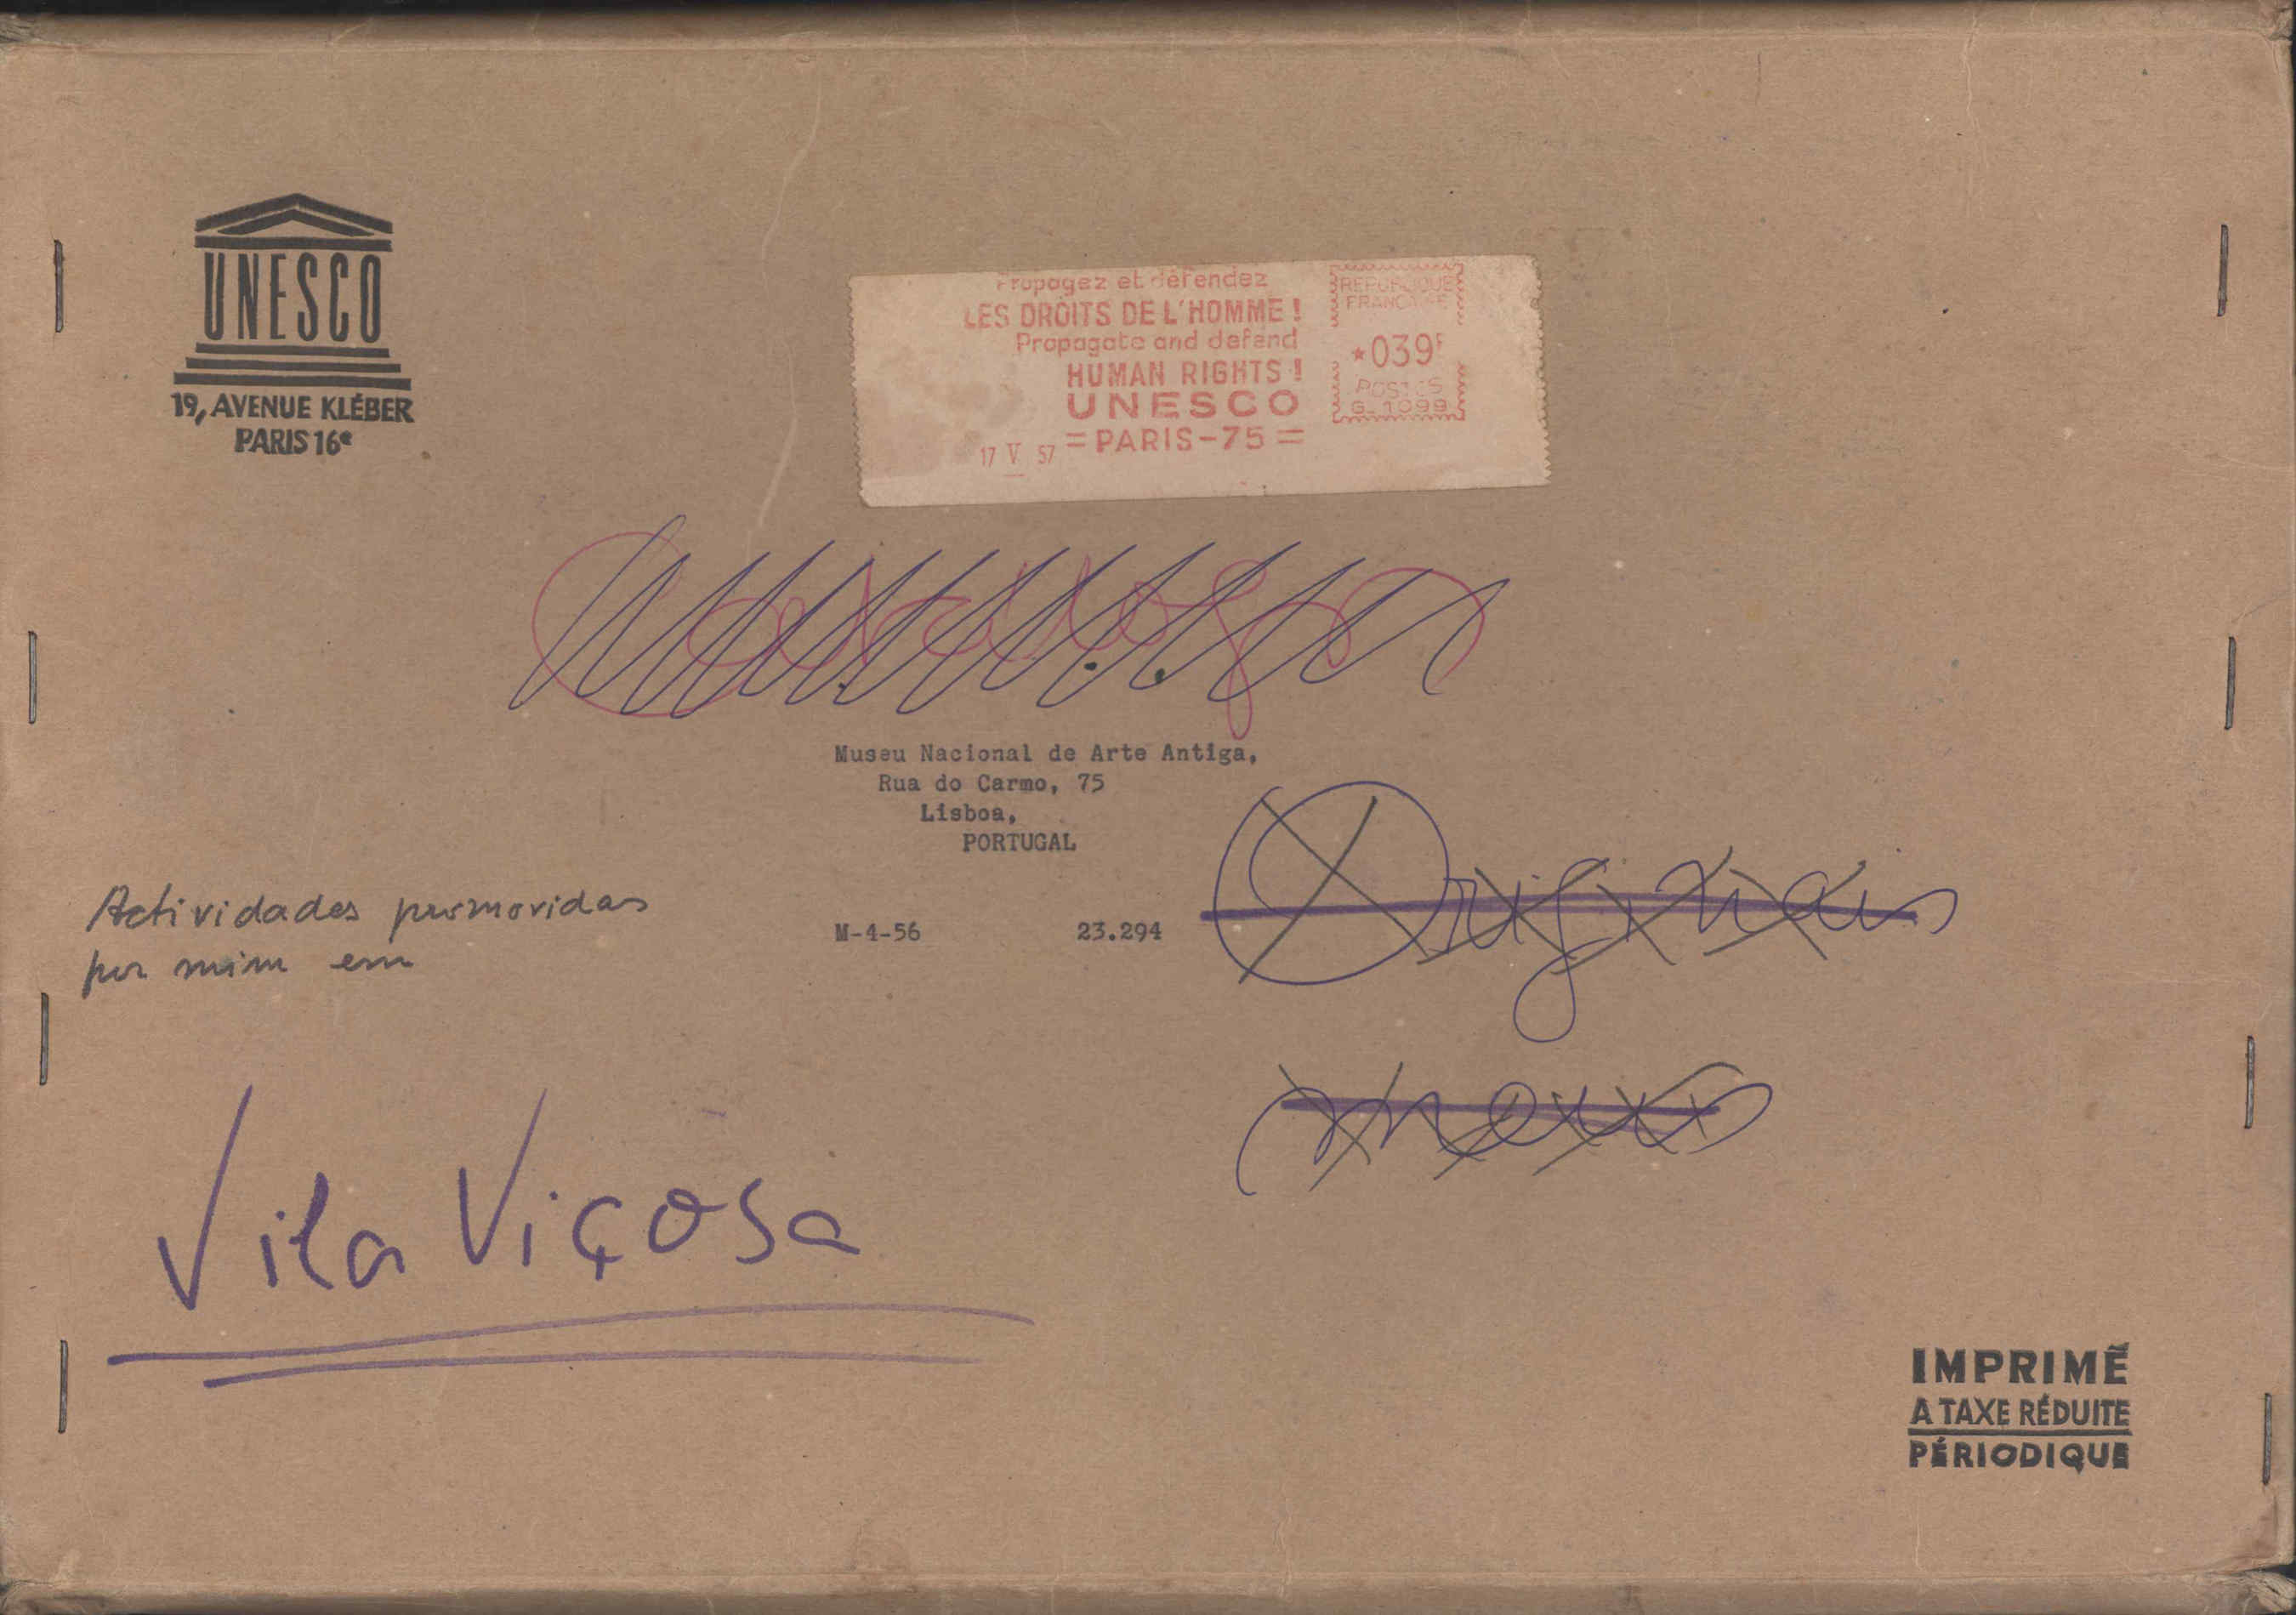 UNESCO
19, AVENUE KLÉBER
PARIS 16e
Propagez et défendez
LES DROITS DE L'HOMME !
Propagate and defend
HUMAN RIGHTS !
UNESCO
=PARIS-75=
17 V 57
REPUBLIQUE
FRANÇAISE
*039F
POSTES
G. 1099
Museu Nacional de Arte Antiga,
Rua do Carmo, 75
Lisboa,
PORTUGAL
M-4-56 23.294
Originais
Actividades promovidas
por mim em
Vila Viçosa
IMPRIMÉ
A TAXE RÉDUITE
PÉRIODIQUE